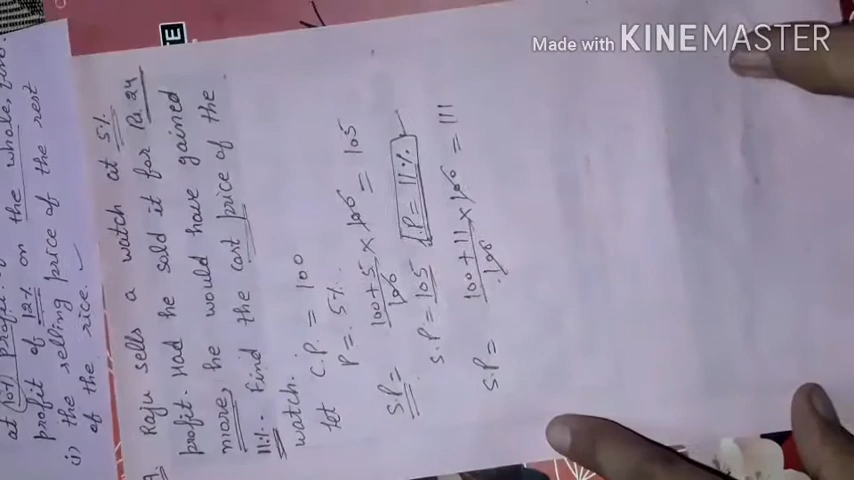 at 10% profit.
profit of 12% on the whole, find
i) the selling price of the rest
of the rice.
Raju sells a watch at 5%
profit. Had he sold it for Rs. 24
more, he would have gained
11%. Find the cost price of the
watch.
let C.P. = 100
P = 5%.
S.P = 100+5/100 × 100 = 105
S.P = 105 P = 11%
S.P = 100+11/100 × 100 = 111
TE
Made with KINEMASTER